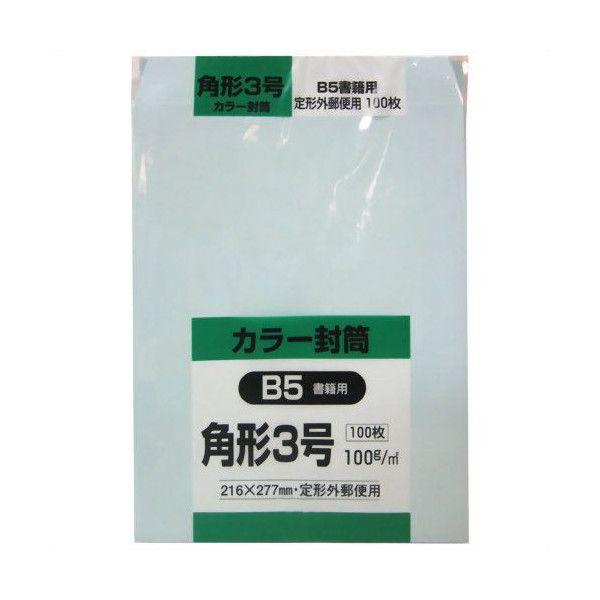 角形3号
カラー封筒
B5書籍用
定形外郵便用 100枚
カラー封筒
B5 書籍用
角形3号 100枚
100g/㎡
216×277mm・定形外郵便用